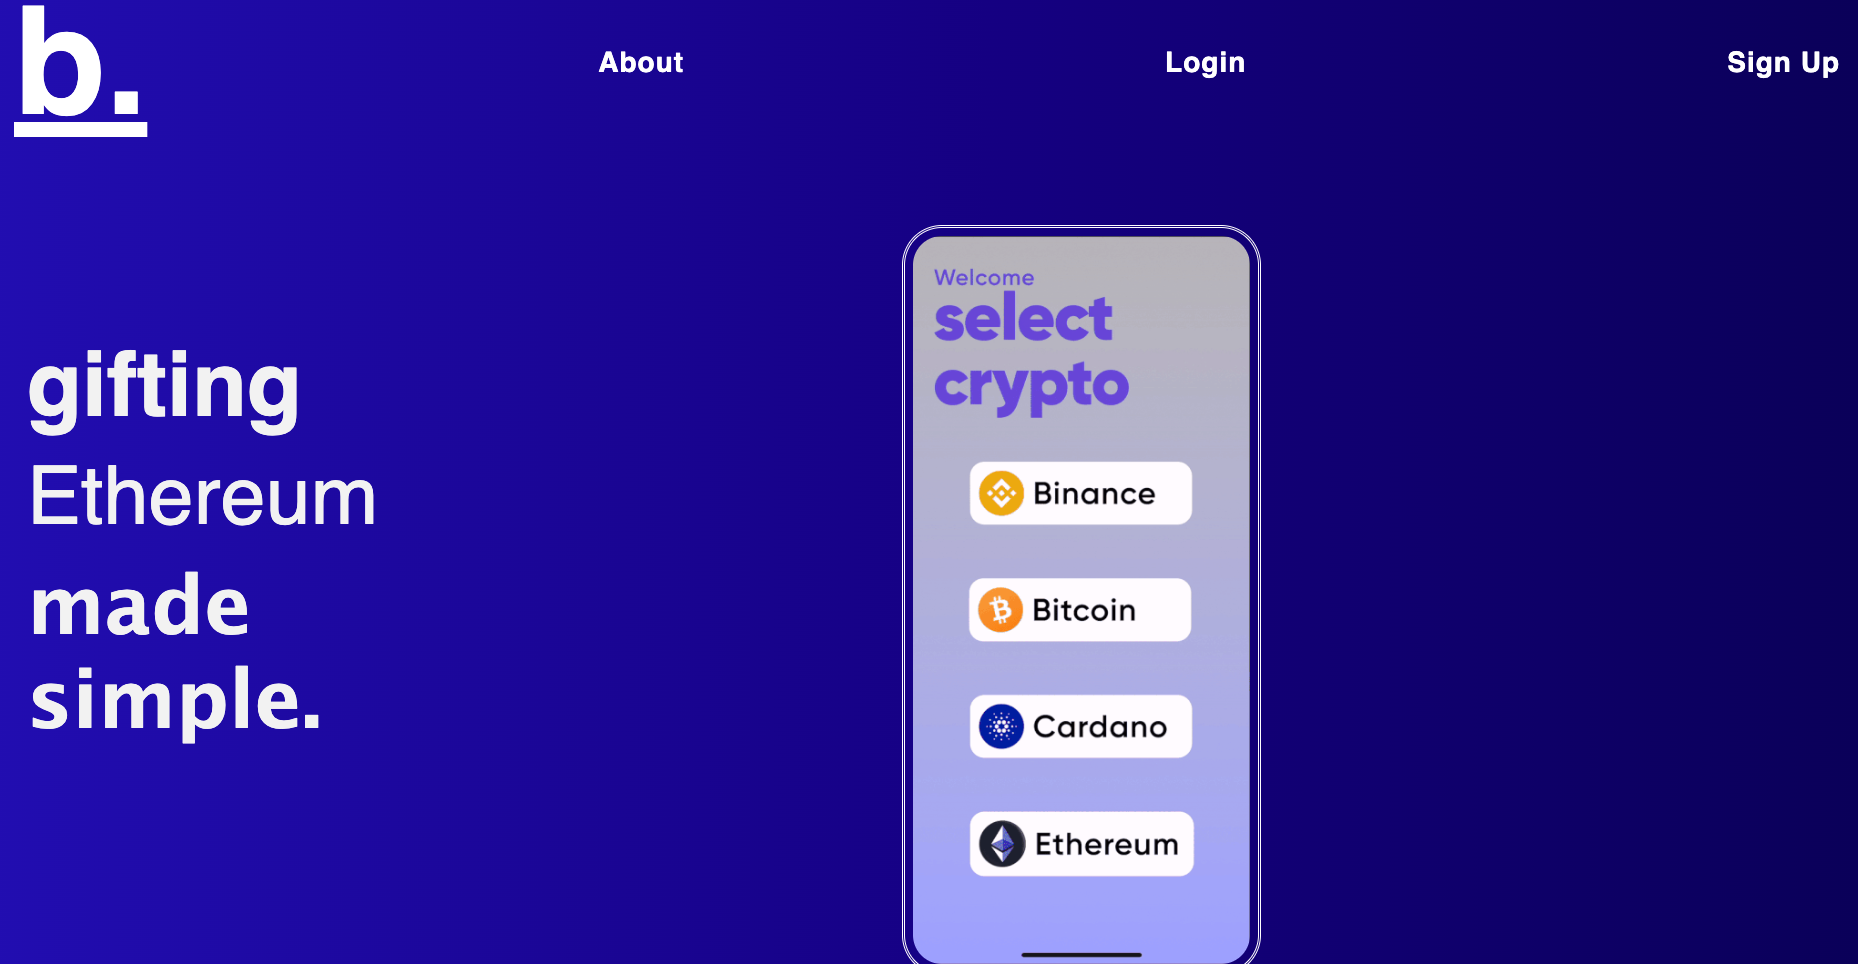 b.
About
Login
Sign Up
gifting
Ethereum
made
simple.
Welcome
select
crypto
Binance
Bitcoin
Cardano
Ethereum